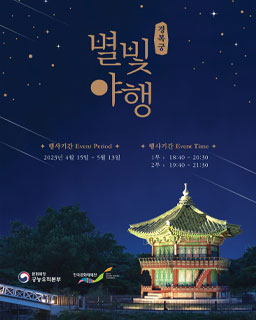 경복궁
별빛
야행
행사기간 Event Period
2023년 4월 15일 - 5월 13일
행사기간 Event Time
1부 : 18:40 - 20:30
2부 : 19:40 - 21:30
문화재청
궁능유적본부
한국문화재재단